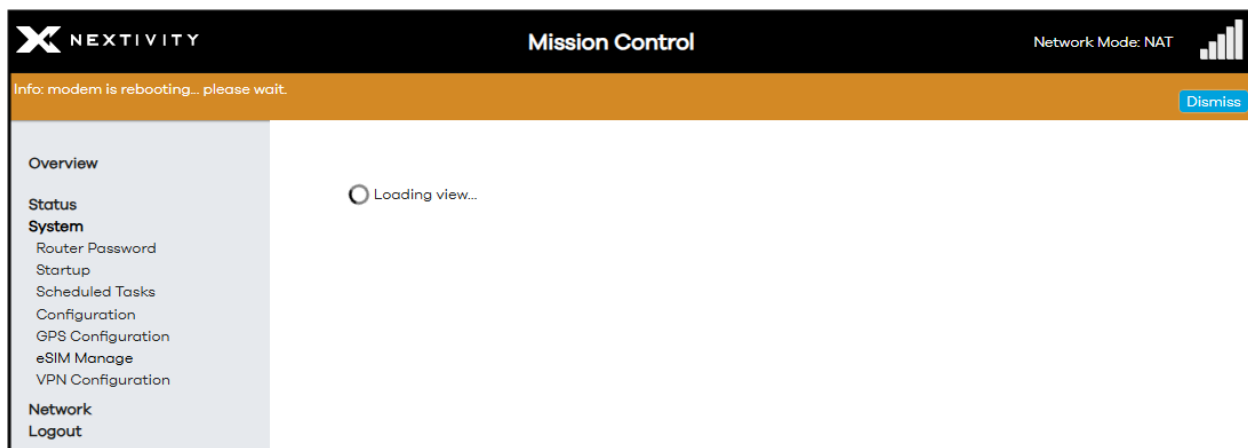 NEXTIVITY
Mission Control
Network Mode: NAT
Info: modem is rebooting... please wait.
Dismiss
Overview
Status
System
Router Password
Startup
Scheduled Tasks
Configuration
GPS Configuration
eSIM Manage
VPN Configuration
Network
Logout
Loading view...